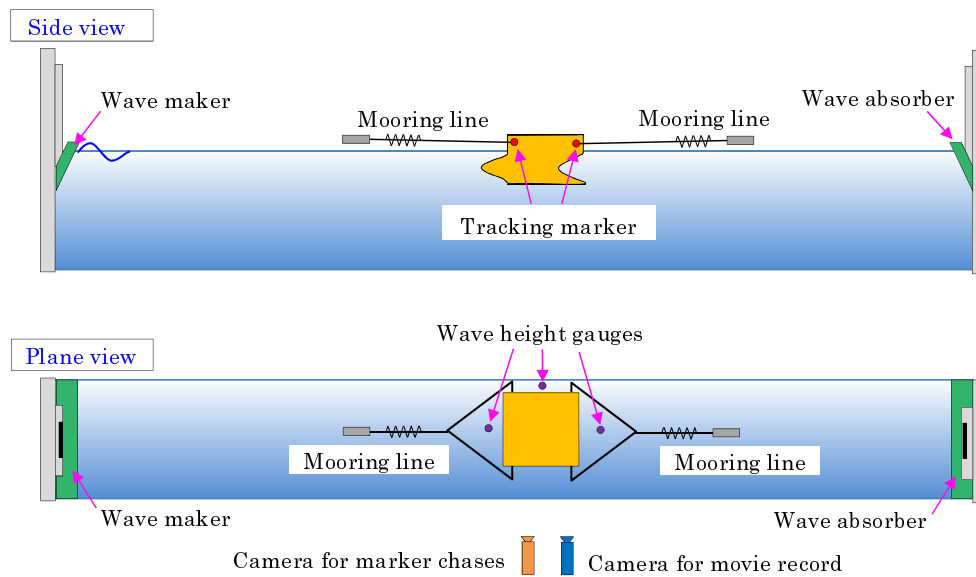 Side view
Wave maker
Mooring line
Mooring line
Wave absorber
Tracking marker
Wave height gauges
Plane view
Mooring line
Mooring line
Wave maker
Wave absorber
Camera for marker chases
Camera for movie record